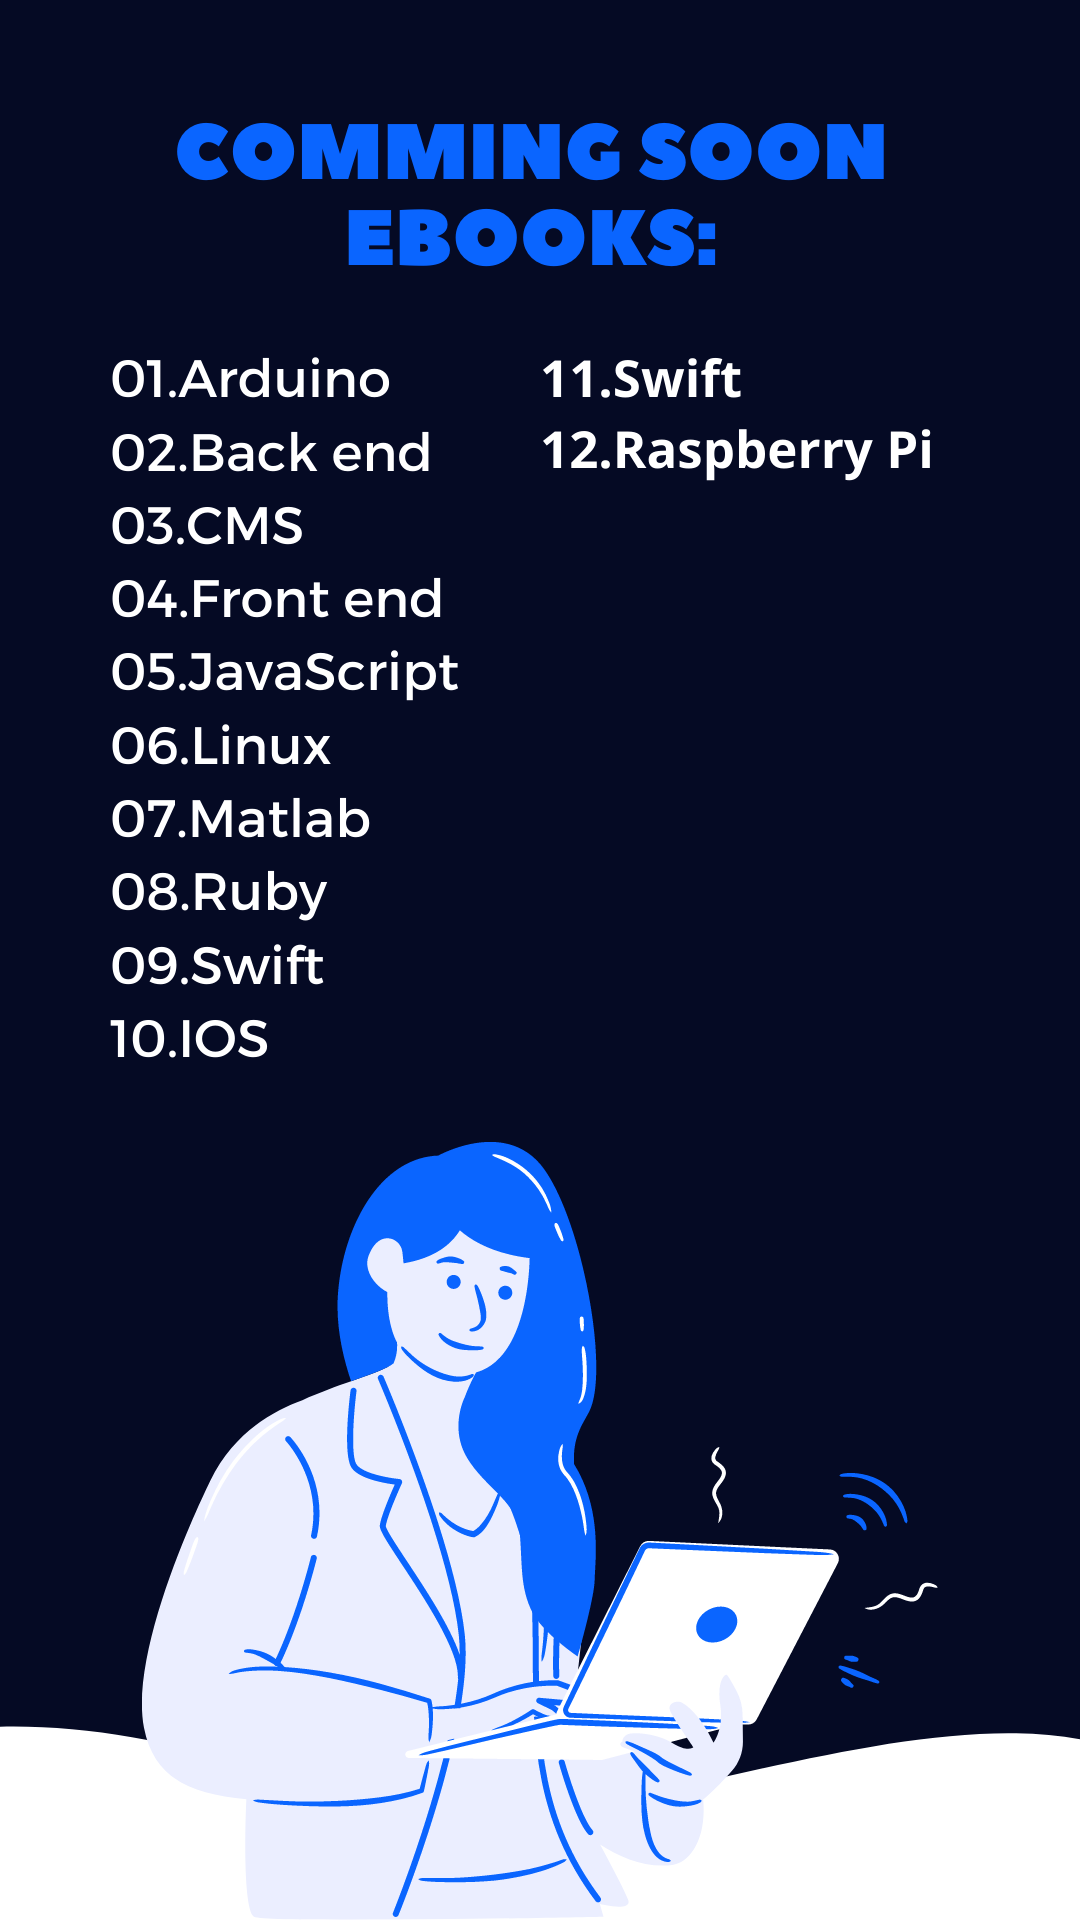 COMMING SOON
EBOOKS:
01.Arduino
02.Back end
03.CMS
04.Front end
05.JavaScript
06.Linux
07.Matlab
08.Ruby
09.Swift
10.IOS
11.Swift
12.Raspberry Pi